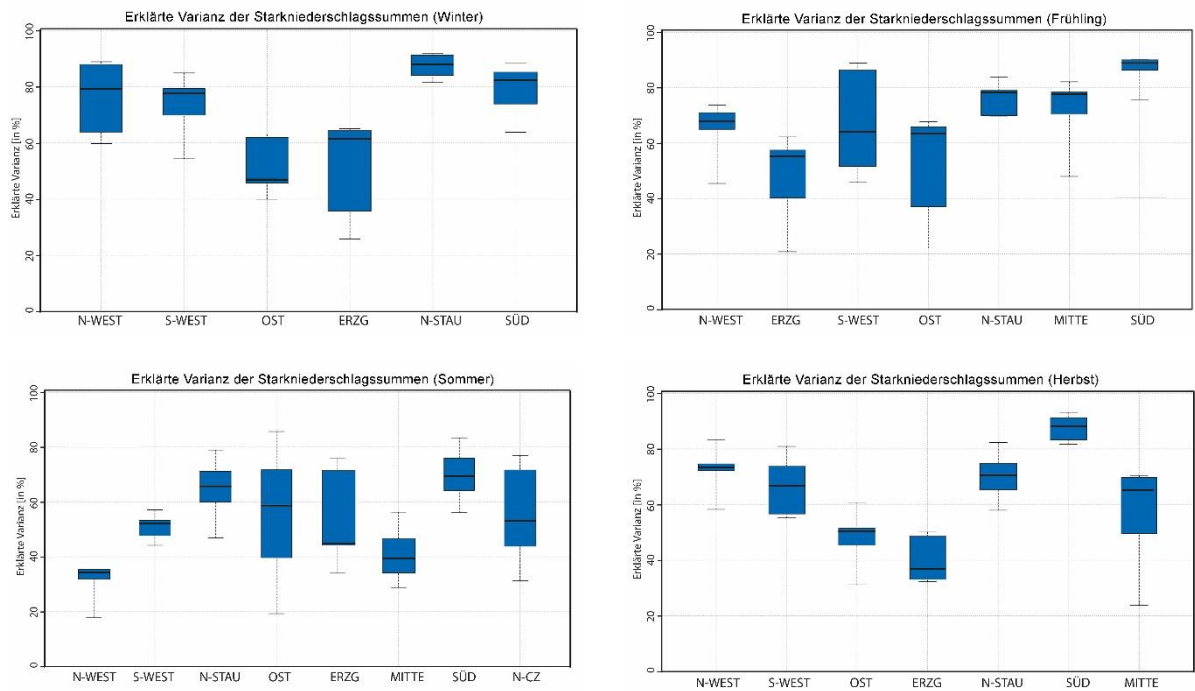 Erklärte Varianz der Starkniederschlagssummen (Winter)
Erklärte Varianz [in %]
100
80
60
40
20
0
N-WEST S-WEST OST ERZG N-STAU SÜD
Erklärte Varianz der Starkniederschlagssummen (Frühling)
Erklärte Varianz [in %]
100
80
60
40
20
0
N-WEST ERZG S-WEST OST N-STAU MITTE SÜD
Erklärte Varianz der Starkniederschlagssummen (Sommer)
Erklärte Varianz [in %]
100
80
60
40
20
0
N-WEST S-WEST N-STAU OST ERZG MITTE SÜD N-CZ
Erklärte Varianz der Starkniederschlagssummen (Herbst)
Erklärte Varianz [in %]
100
80
60
40
20
0
N-WEST S-WEST OST ERZG N-STAU SÜD MITTE